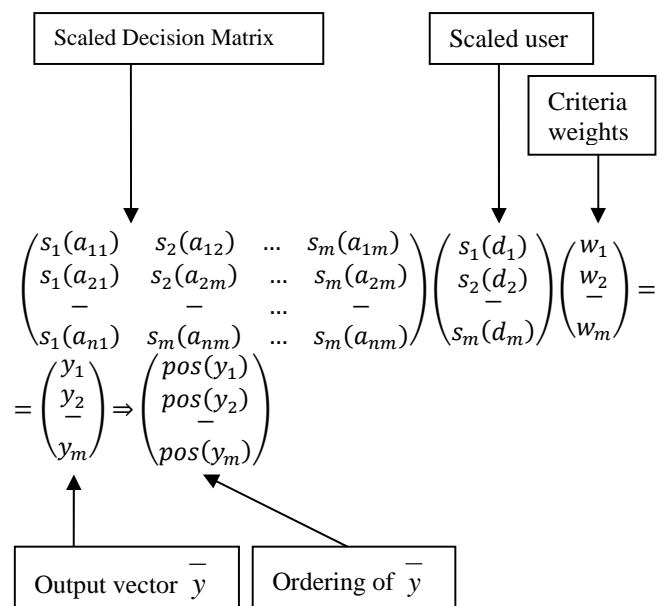 Scaled Decision Matrix
Scaled user
Criteria
weights
s₁(a₁₁) s₂(a₁₂) … sₘ(a₁ₘ)
s₁(a₂₁) s₂(a₂ₘ) … sₘ(a₂ₘ)
– – … –
s₁(aₙ₁) sₘ(aₙₘ) … sₘ(aₙₘ)
s₁(d₁)
s₂(d₂)
–
sₘ(dₘ)
w₁
w₂
–
wₘ
=
=
y₁
y₂
–
yₘ
⇒
pos(y₁)
pos(y₂)
–
pos(yₘ)
Output vector y̅
Ordering of y̅